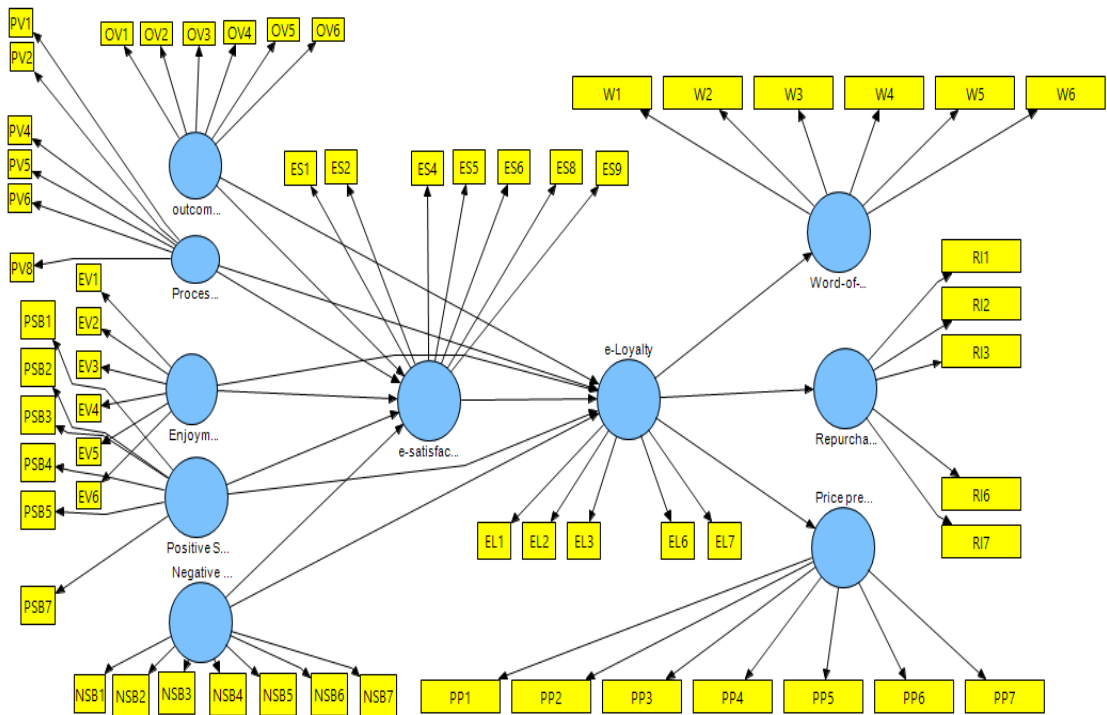 PV1
PV2
PV4
PV5
PV6
PV8
OV1
OV2
OV3
OV4
OV5
OV6
outcom...
Proces...
ES1
ES2
ES4
ES5
ES6
ES8
ES9
W1
W2
W3
W4
W5
W6
Word-of-...
EV1
EV2
EV3
EV4
EV5
EV6
Enjoym...
PSB1
PSB2
PSB3
PSB4
PSB5
PSB7
Positive S...
Negative ...
NSB1
NSB2
NSB3
NSB4
NSB5
NSB6
NSB7
e-satisfac...
e-Loyalty
EL1
EL2
EL3
EL6
EL7
RI1
RI2
RI3
RI6
RI7
Repurcha...
Price pre...
PP1
PP2
PP3
PP4
PP5
PP6
PP7